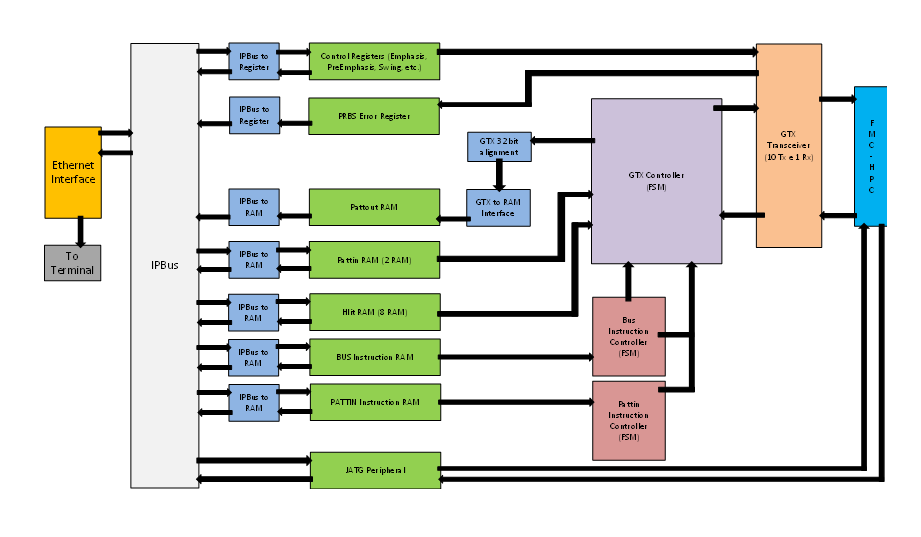 IPBus to
Register
Control Registers (Emphasis,
PreEmphasis, Swing, etc.)
IPBus to
Register
PRBS Error Register
GTX 32 bit
alignment
GTX Controller
(FSM)
GTX
Transceiver
(10 Tx e 1 Rx)
F
M
C
-
H
P
C
Ethernet
Interface
To
Terminal
IPBus
IPBus to
RAM
Pattout RAM
GTX to RAM
Interface
IPBus to
RAM
Pattin RAM (2 RAM)
IPBus to
RAM
Hlit RAM (8 RAM)
Bus
Instruction
Controller
(FSM)
IPBus to
RAM
BUS Instruction RAM
IPBus to
RAM
PATTIN Instruction RAM
Pattin
Instruction
Controller
(FSM)
JATG Peripherall